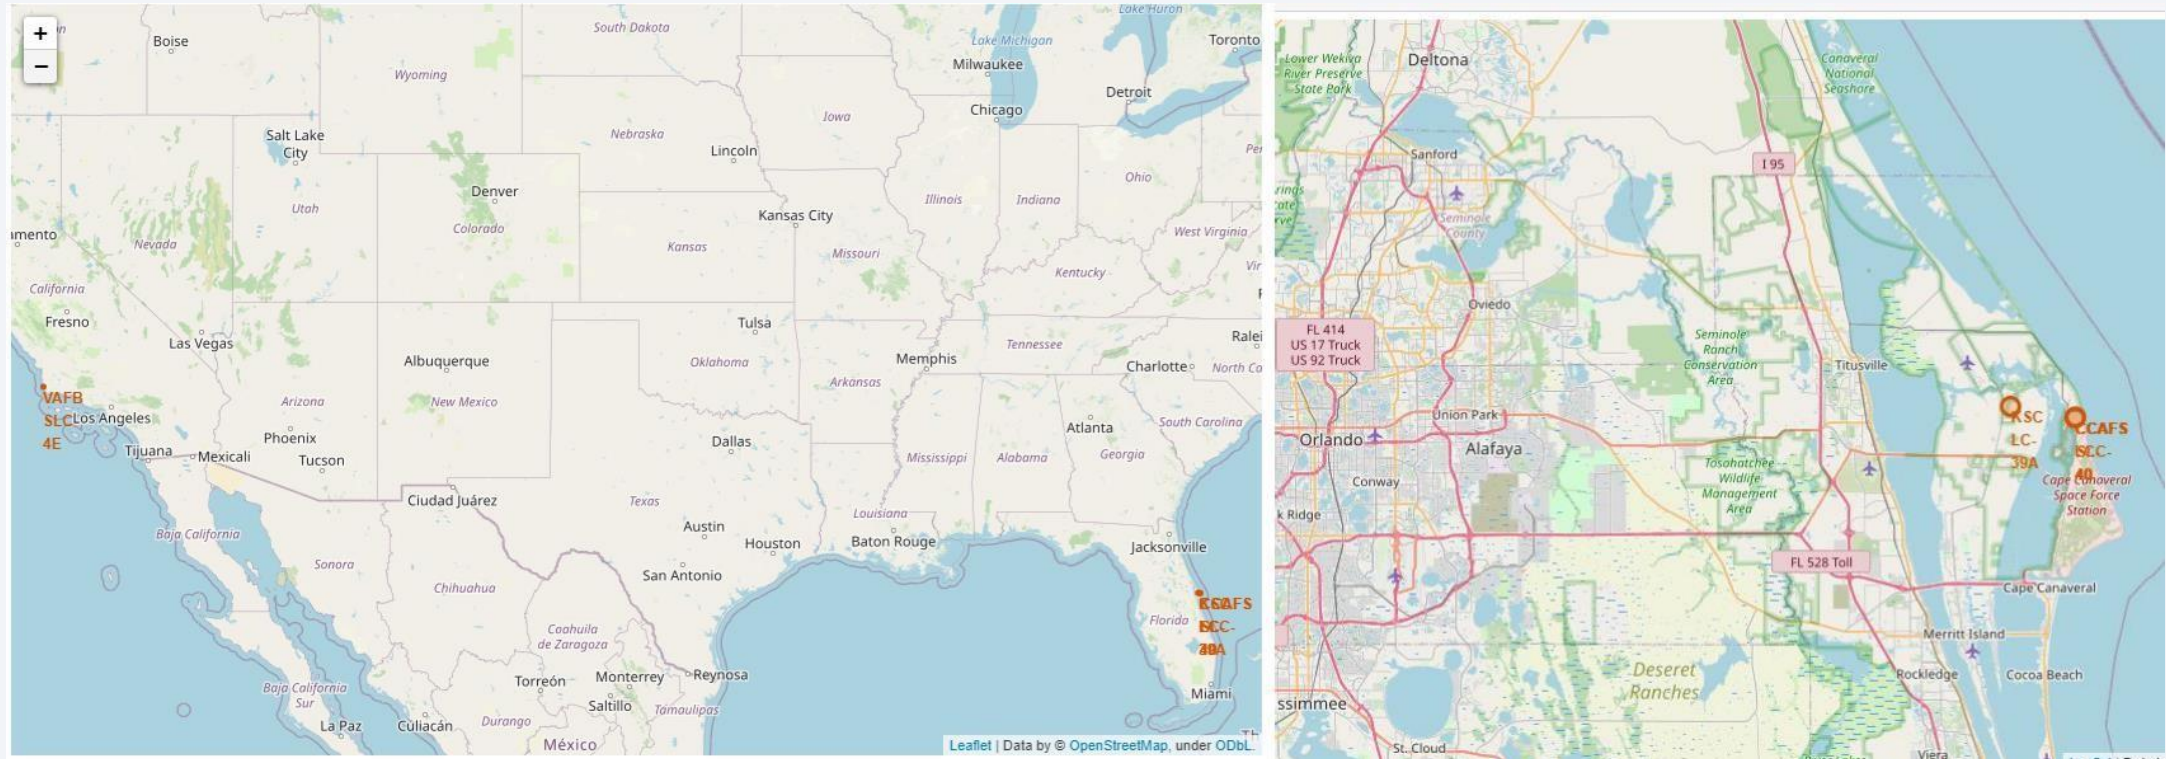 +
−
Boise
South Dakota
Lake Huron
Lake Michigan
Toronto
Milwaukee
Wyoming
Detroit
Chicago
Iowa
Salt Lake
City
Nebraska
Lincoln
Denver
Ohio
Illinois
Indiana
Utah
Kansas City
Colorado
West Virginia
Nevada
Kansas
Missouri
Kentucky
California
Fresno
Las Vegas
Tulsa
Tennessee
Memphis
Albuquerque
Oklahoma
Charlotte
Arkansas
VAFB
SLC-
4E
Los Angeles
Arizona
New Mexico
Phoenix
Atlanta
South Carolina
Tijuana
Mexicali
Tucson
Dallas
Mississippi
Alabama
Georgia
Ciudad Juárez
Texas
Louisiana
Baja California
Austin
Houston
Baton Rouge
Jacksonville
Sonora
San Antonio
Chihuahua
Florida
Coahuila
de Zaragoza
Baja California
Sur
Torreón
Monterrey
Reynosa
Saltillo
Miami
La Paz
Culiacán
Durango
Tamaulipas
México
Leaflet | Data by © OpenStreetMap, under ODbL.
Lower Wekiva
River Preserve
State Park
Deltona
Canaveral
National
Seashore
Sanford
I 95
Seminole
County
Oviedo
FL 414
US 17 Truck
US 92 Truck
Seminole
Ranch
Conservation
Area
Titusville
Union Park
Orlando
Alafaya
KSC
LC-
39A
CCAFS
Tosohatchee
Wildlife
Management
Area
Conway
Cape Canaveral
Space Force
Station
FL 528 Toll
Cape Canaveral
Merritt Island
Deseret
Ranches
Rockledge
Cocoa Beach
St. Cloud
Viera